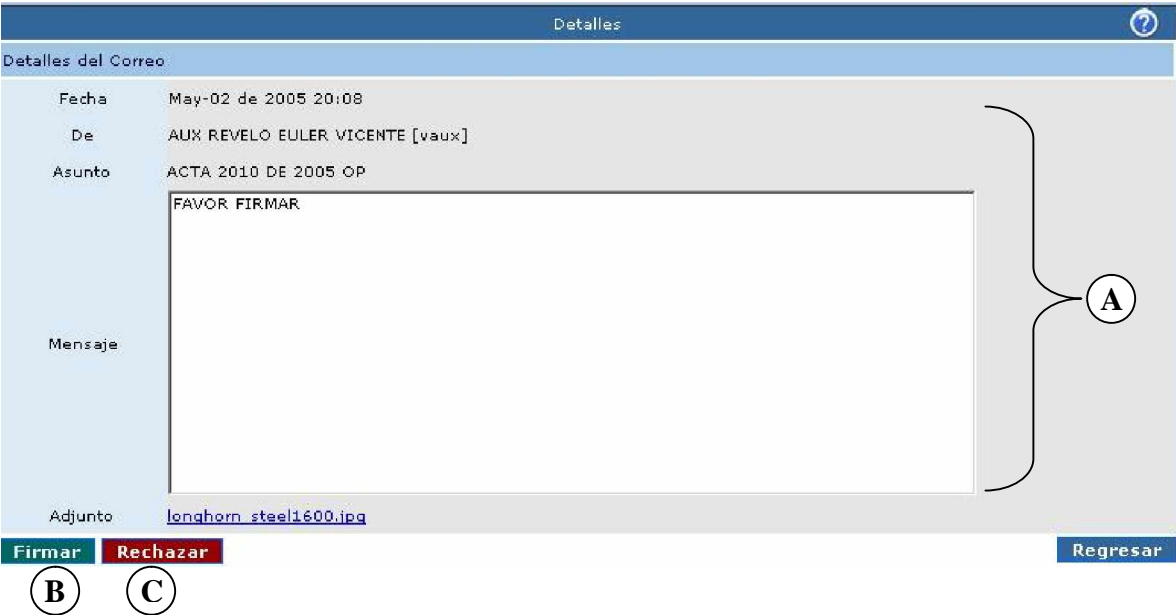 Detalles
Detalles del Correo
Fecha May-02 de 2005 20:08
De AUX REVELO EULER VICENTE [vaux]
Asunto ACTA 2010 DE 2005 OP
FAVOR FIRMAR
Mensaje
A
Adjunto longhorn_steel1600.jpg
Firmar Rechazar Regresar
B C